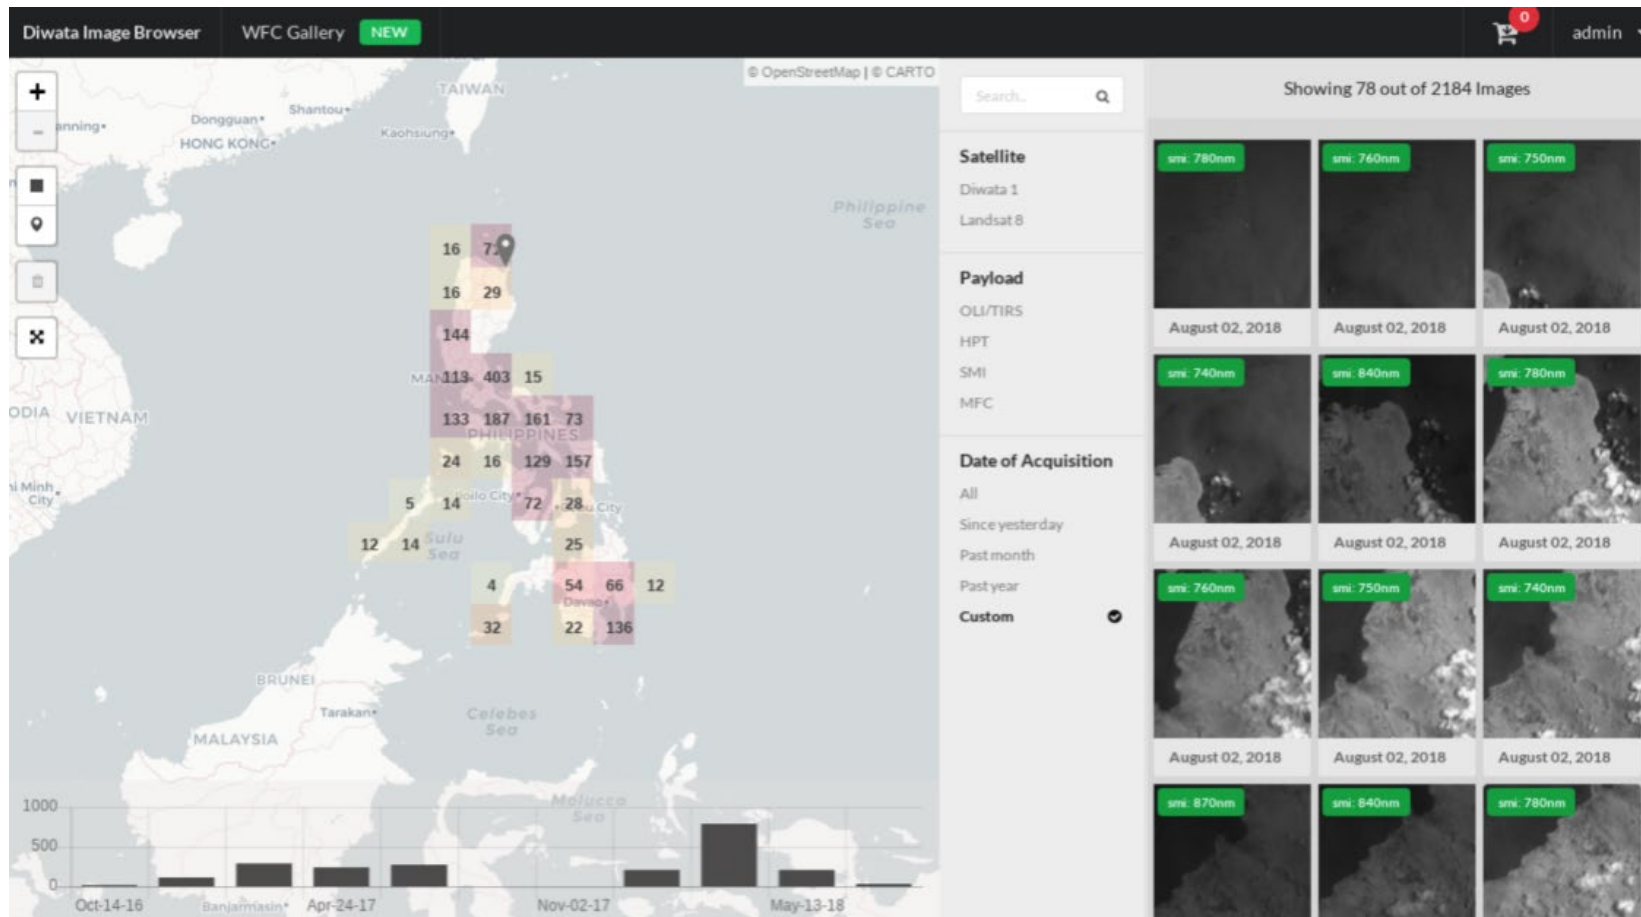 Diwata Image Browser WFC Gallery NEW 0 admin
© OpenStreetMap | © CARTO
TAIWAN
Shantou
Dongguan
Kaohsiung
HONG KONG
Philippine
Sea
16
16 29
144
113 403 15
133 187 161 73
PHILIPPINES
VIETNAM
24 16 129 157
City
5 14 72 28
12 14 25
Sulu
Sea
4 54 66 12
Davao
32 22 136
BRUNEI
Tarakan
Celebes
Sea
MALAYSIA
Molucca
Sea
1000
500
0
Banjarmasin
Oct-14-16 Apr-24-17 Nov-02-17 May-13-18
Search..
Satellite
Diwata 1
Landsat 8
Payload
OLI/TIRS
HPT
SMI
MFC
Date of Acquisition
All
Since yesterday
Past month
Past year
Custom
Showing 78 out of 2184 Images
smi: 780nm smi: 760nm smi: 750nm
August 02, 2018 August 02, 2018 August 02, 2018
smi: 740nm smi: 840nm smi: 780nm
August 02, 2018 August 02, 2018 August 02, 2018
smi: 760nm smi: 750nm smi: 740nm
August 02, 2018 August 02, 2018 August 02, 2018
smi: 870nm smi: 840nm smi: 780nm